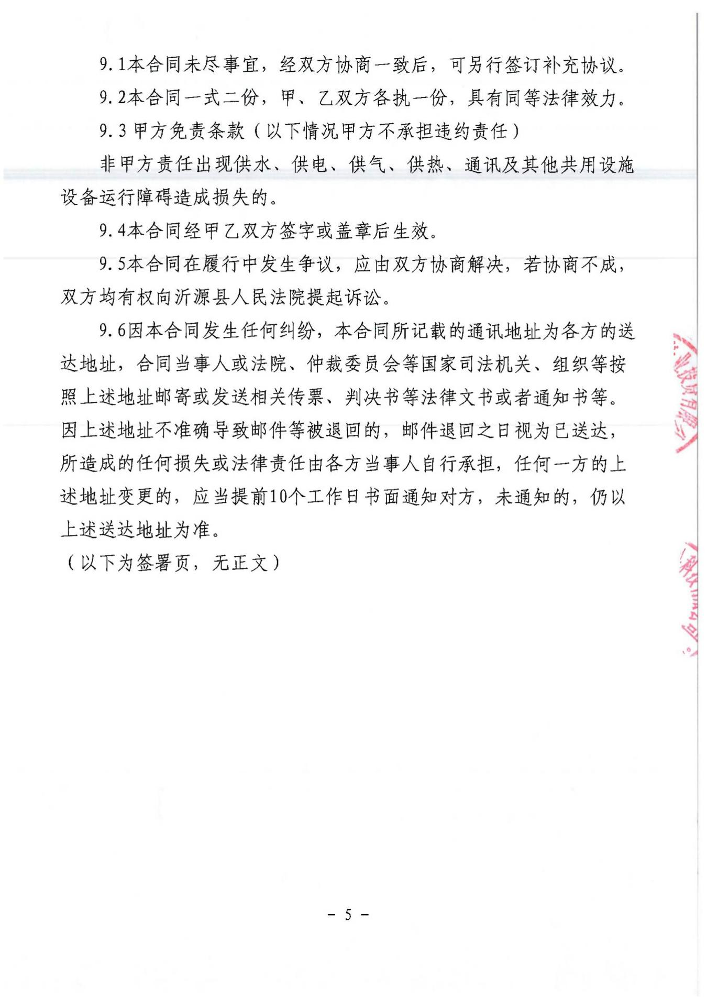 9.1本合同未尽事宜，经双方协商一致后，可另行签订补充协议。
9.2本合同一式二份，甲、乙双方各执一份，具有同等法律效力。
9.3甲方免责条款（以下情况甲方不承担违约责任）
非甲方责任出现供水、供电、供气、供热、通讯及其他共用设施
设备运行障碍造成损失的。
9.4本合同经甲乙双方签字或盖章后生效。
9.5本合同在履行中发生争议，应由双方协商解决，若协商不成，
双方均有权向沂源县人民法院提起诉讼。
9.6因本合同发生任何纠纷，本合同所记载的通讯地址为各方的送
达地址，合同当事人或法院、仲裁委员会等国家司法机关、组织等按
照上述地址邮寄或发送相关传票、判决书等法律文书或者通知书等。
因上述地址不准确导致邮件等被退回的，邮件退回之日视为已送达，
所造成的任何损失或法律责任由各方当事人自行承担，任何一方的上
述地址变更的，应当提前10个工作日书面通知对方，未通知的，仍以
上述送达地址为准。
（以下为签署页，无正文）
业投资有限公
- 5 -